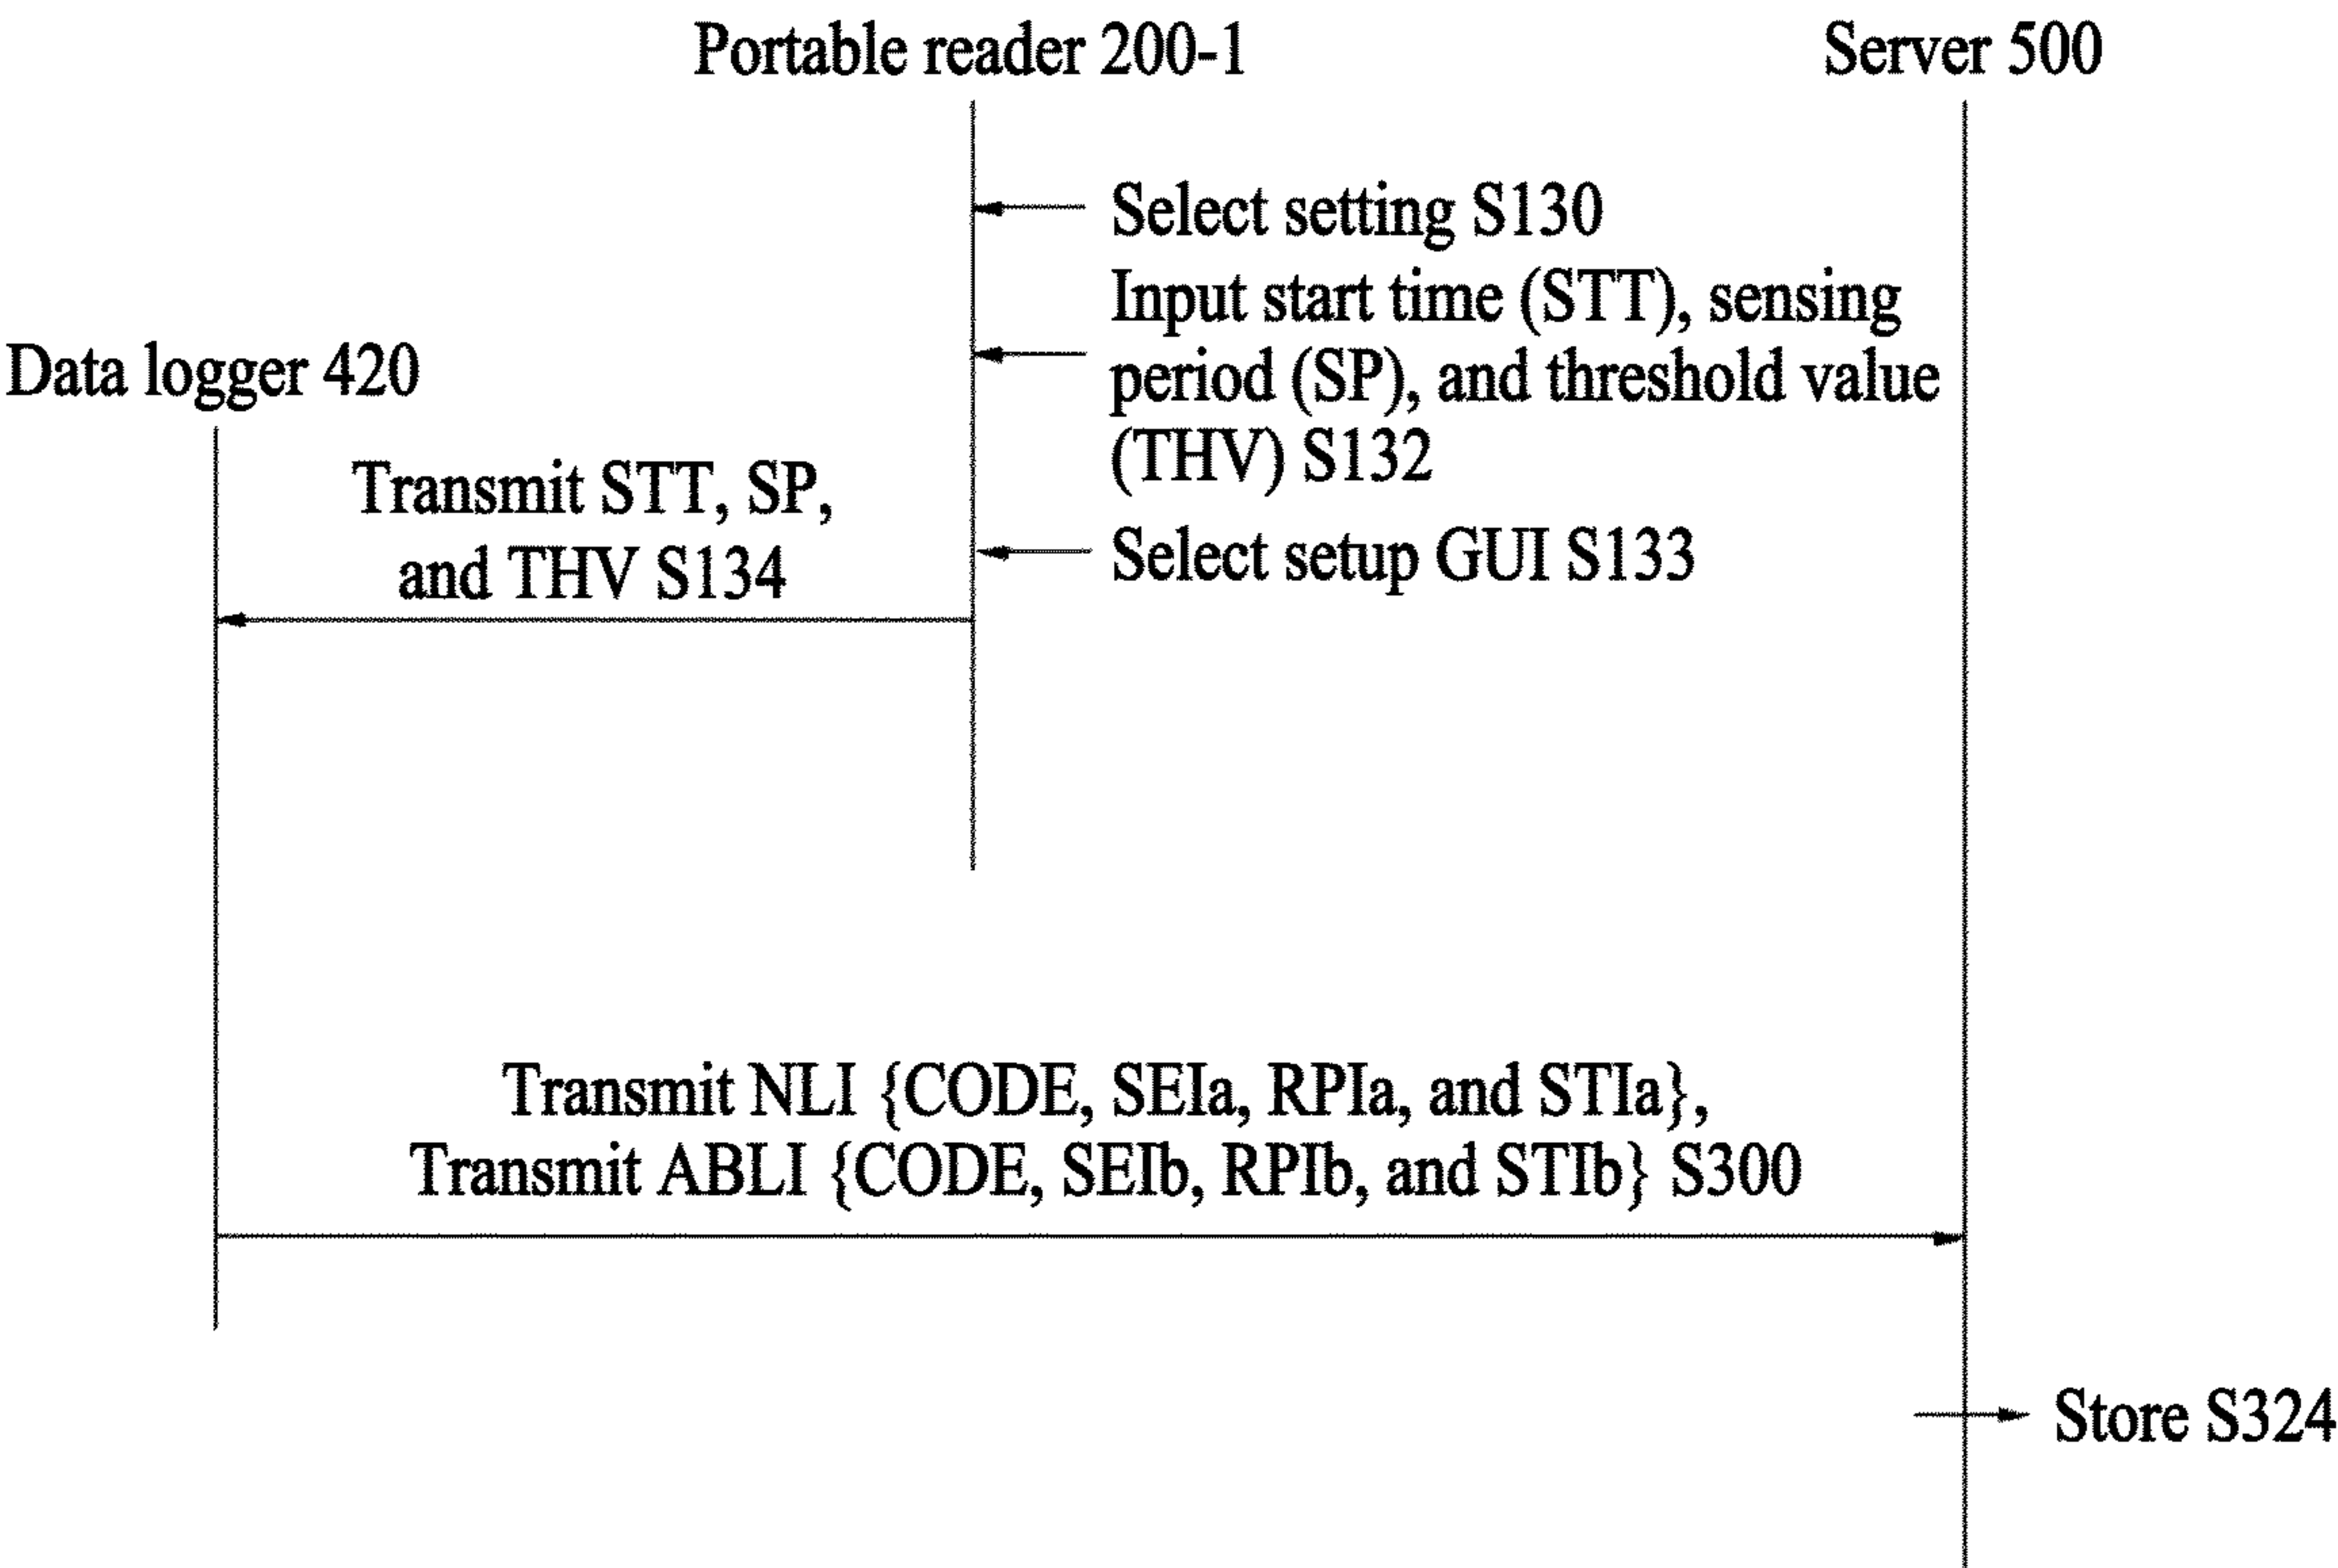 Portable reader 200-1
Server 500
Select setting S130
Input start time (STT), sensing
period (SP), and threshold value
(THV) S132
Data logger 420
Transmit STT, SP,
and THV S134
Select setup GUI S133
Transmit NLI {CODE, SEIa, RPIa, and STIa},
Transmit ABLI {CODE, SEIb, RPIb, and STIb} S300
Store S324